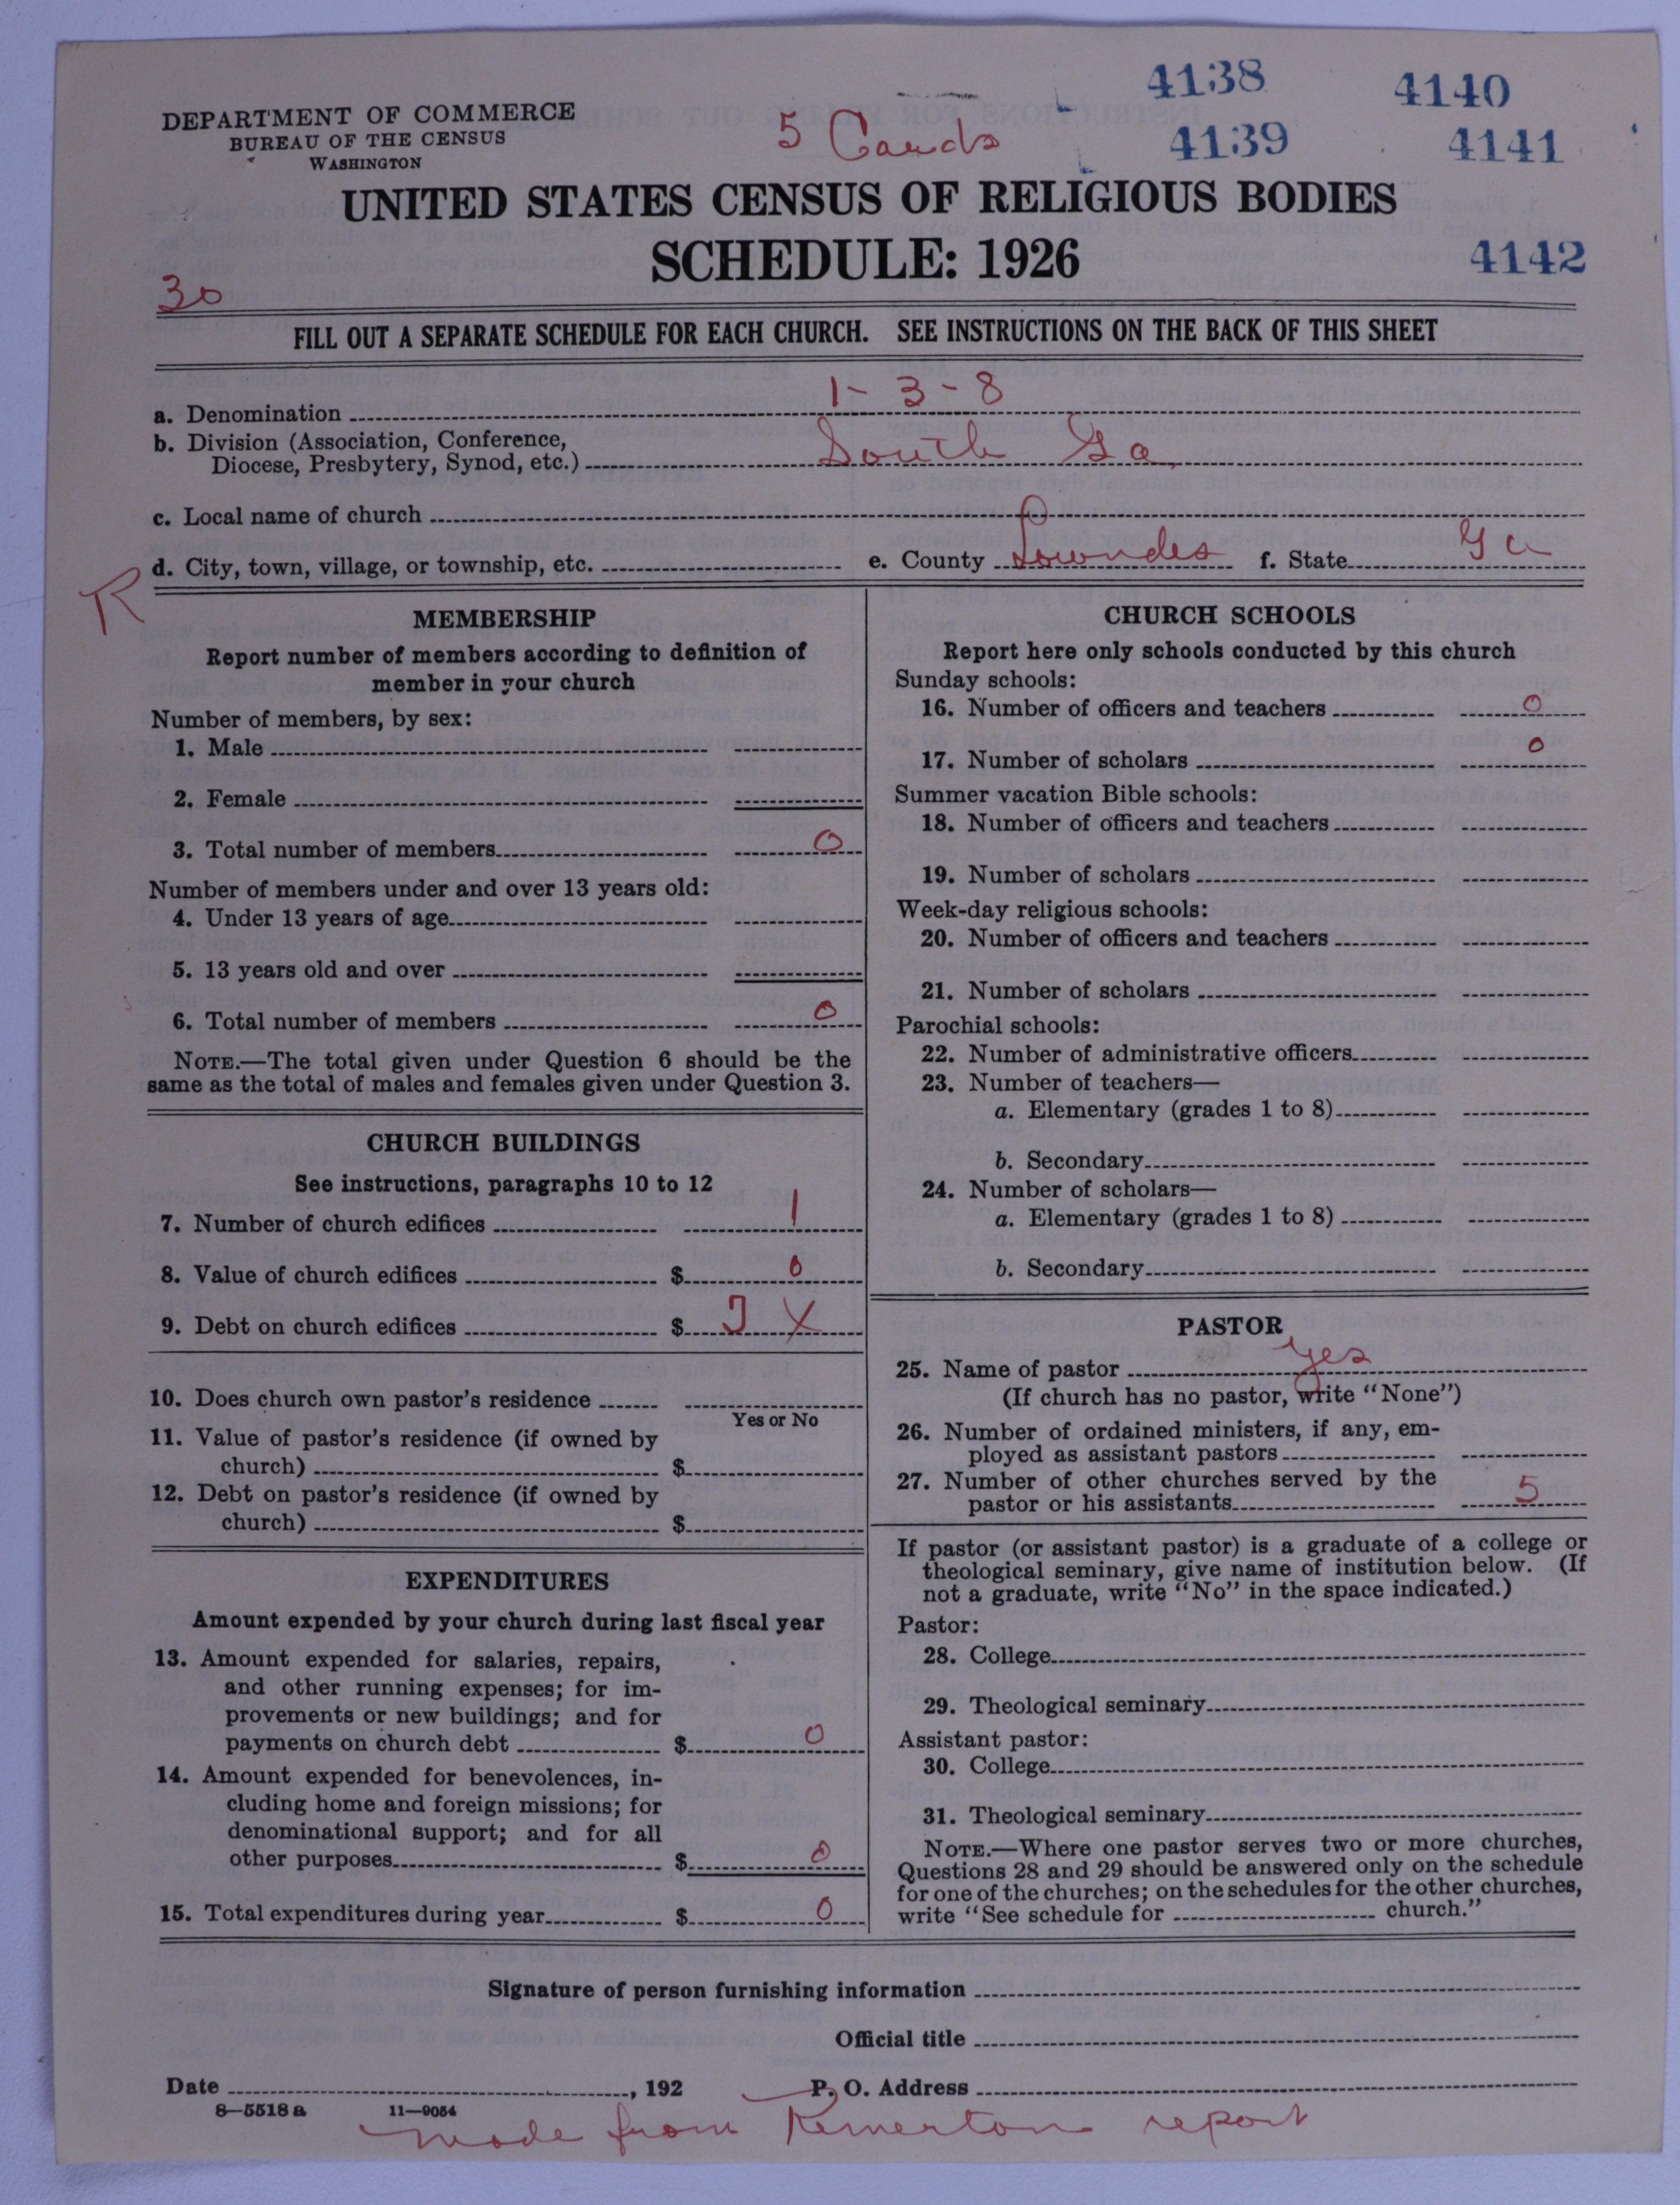 4138 4140
DEPARTMENT OF COMMERCE
BUREAU OF THE CENSUS
WASHINGTON
5 Cards
4139 4141
UNITED STATES CENSUS OF RELIGIOUS BODIES
SCHEDULE: 1926
4142
30
FILL OUT A SEPARATE SCHEDULE FOR EACH CHURCH. SEE INSTRUCTIONS ON THE BACK OF THIS SHEET
a. Denomination 1-3-8
b. Division (Association, Conference,
Diocese, Presbytery, Synod, etc.) South Ga
c. Local name of church
d. City, town, village, or township, etc. e. County Lowndes f. State Ga
R
MEMBERSHIP
Report number of members according to definition of
member in your church
Number of members, by sex:
1. Male
2. Female
3. Total number of members 0
Number of members under and over 13 years old:
4. Under 13 years of age
5. 13 years old and over
6. Total number of members 0
NOTE.—The total given under Question 6 should be the
same as the total of males and females given under Question 3.
CHURCH BUILDINGS
See instructions, paragraphs 10 to 12
7. Number of church edifices 1
8. Value of church edifices $ 0
9. Debt on church edifices $ J X
10. Does church own pastor's residence
Yes or No
11. Value of pastor's residence (if owned by
church) $
12. Debt on pastor's residence (if owned by
church) $
EXPENDITURES
Amount expended by your church during last fiscal year
13. Amount expended for salaries, repairs,
and other running expenses; for im-
provements or new buildings; and for
payments on church debt $ 0
14. Amount expended for benevolences, in-
cluding home and foreign missions; for
denominational support; and for all
other purposes $ 0
15. Total expenditures during year $ 0
CHURCH SCHOOLS
Report here only schools conducted by this church
Sunday schools:
16. Number of officers and teachers 0
17. Number of scholars 0
Summer vacation Bible schools:
18. Number of officers and teachers
19. Number of scholars
Week-day religious schools:
20. Number of officers and teachers
21. Number of scholars
Parochial schools:
22. Number of administrative officers
23. Number of teachers—
a. Elementary (grades 1 to 8)
b. Secondary
24. Number of scholars—
a. Elementary (grades 1 to 8)
b. Secondary
PASTOR
25. Name of pastor yes
(If church has no pastor, write "None")
26. Number of ordained ministers, if any, em-
ployed as assistant pastors
27. Number of other churches served by the
pastor or his assistants 5
If pastor (or assistant pastor) is a graduate of a college or
theological seminary, give name of institution below. (If
not a graduate, write "No" in the space indicated.)
Pastor:
28. College
29. Theological seminary
Assistant pastor:
30. College
31. Theological seminary
NOTE.—Where one pastor serves two or more churches,
Questions 28 and 29 should be answered only on the schedule
for one of the churches; on the schedules for the other churches,
write "See schedule for church."
Signature of person furnishing information
Official title
Date , 192 P. O. Address
8—5518 a 11—9054
made from Remerton report